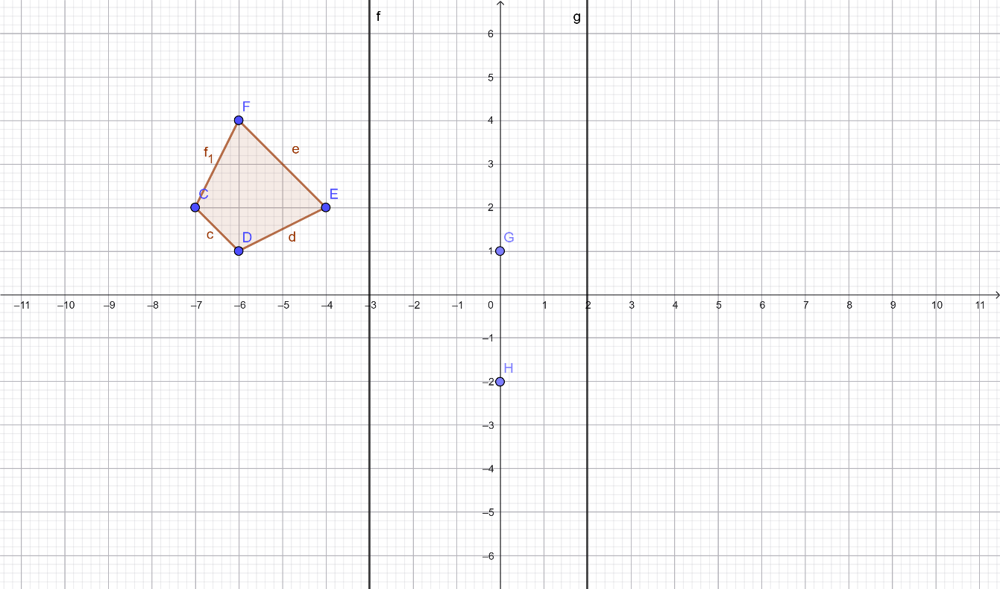 f
g
6
5
F
4
f₁
e
3
C
E
2
c
D
d
G
1
–11 –10 –9 –8 –7 –6 –5 –4 –3 –2 –1 0 1 2 3 4 5 6 7 8 9 10 11
–1
H
–2
–3
–4
–5
–6